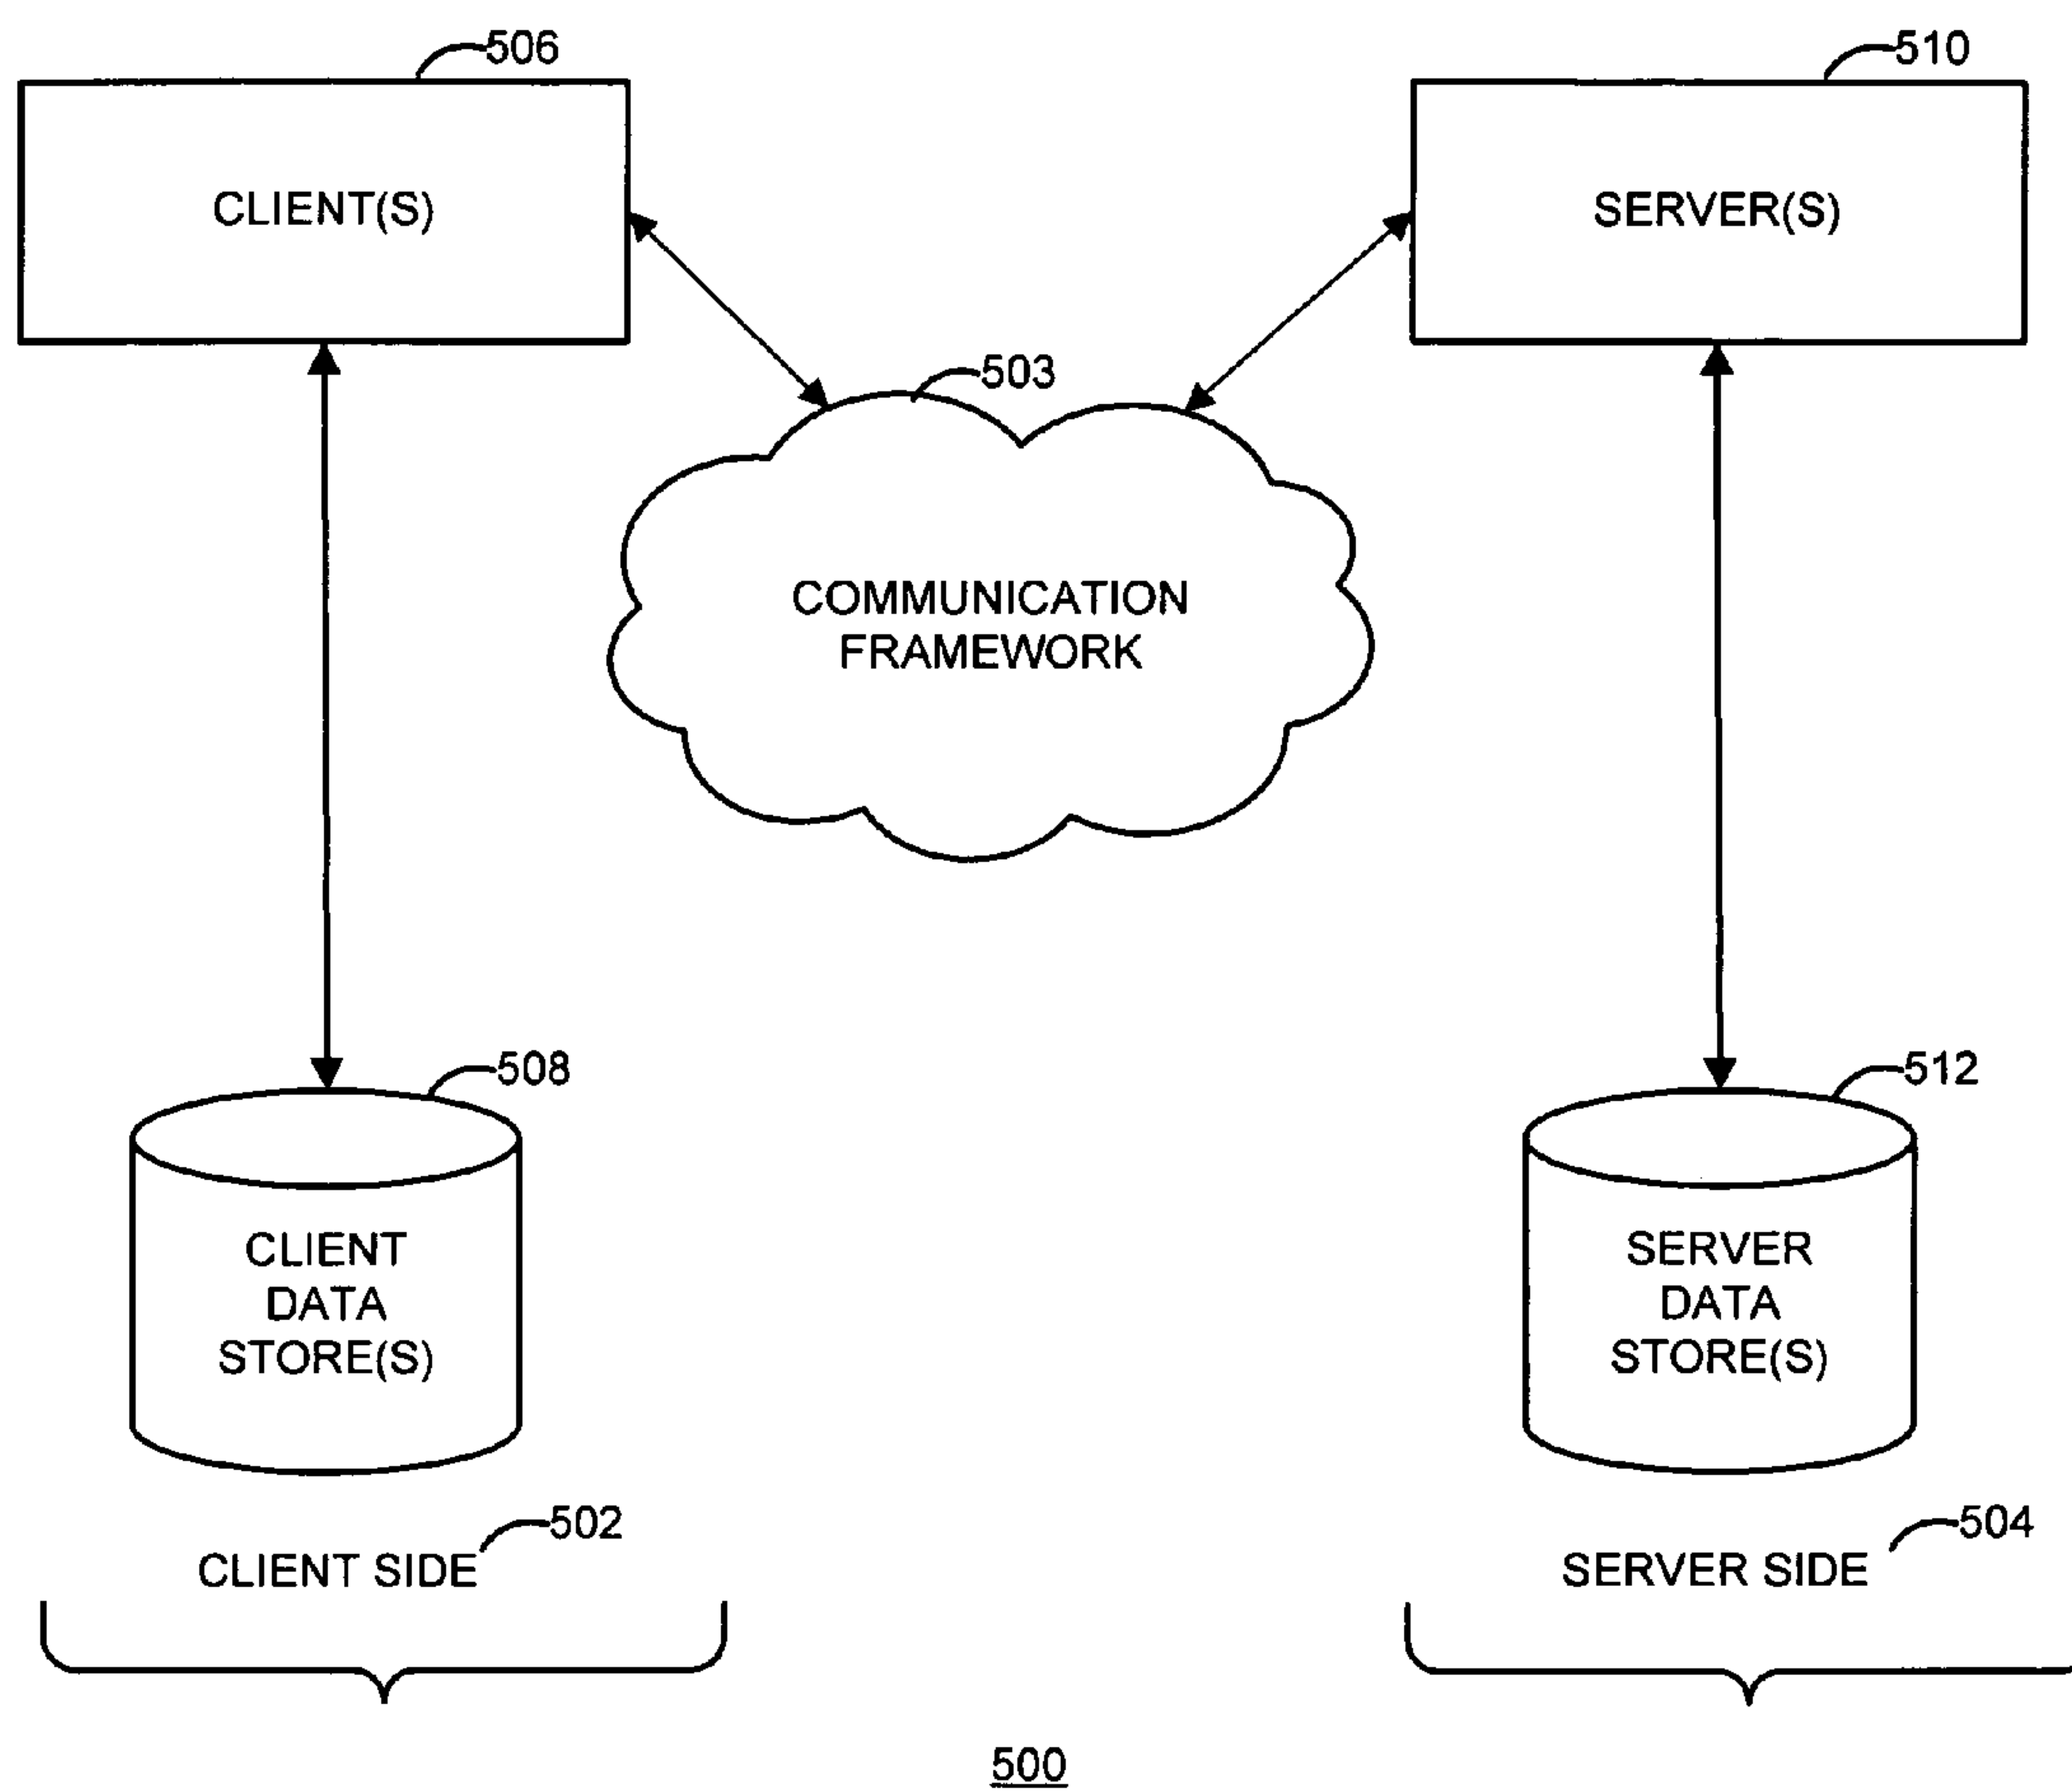 506
510
CLIENT(S)
SERVER(S)
503
COMMUNICATION
FRAMEWORK
508
512
CLIENT
DATA
STORE(S)
SERVER
DATA
STORE(S)
502
504
CLIENT SIDE
SERVER SIDE
500